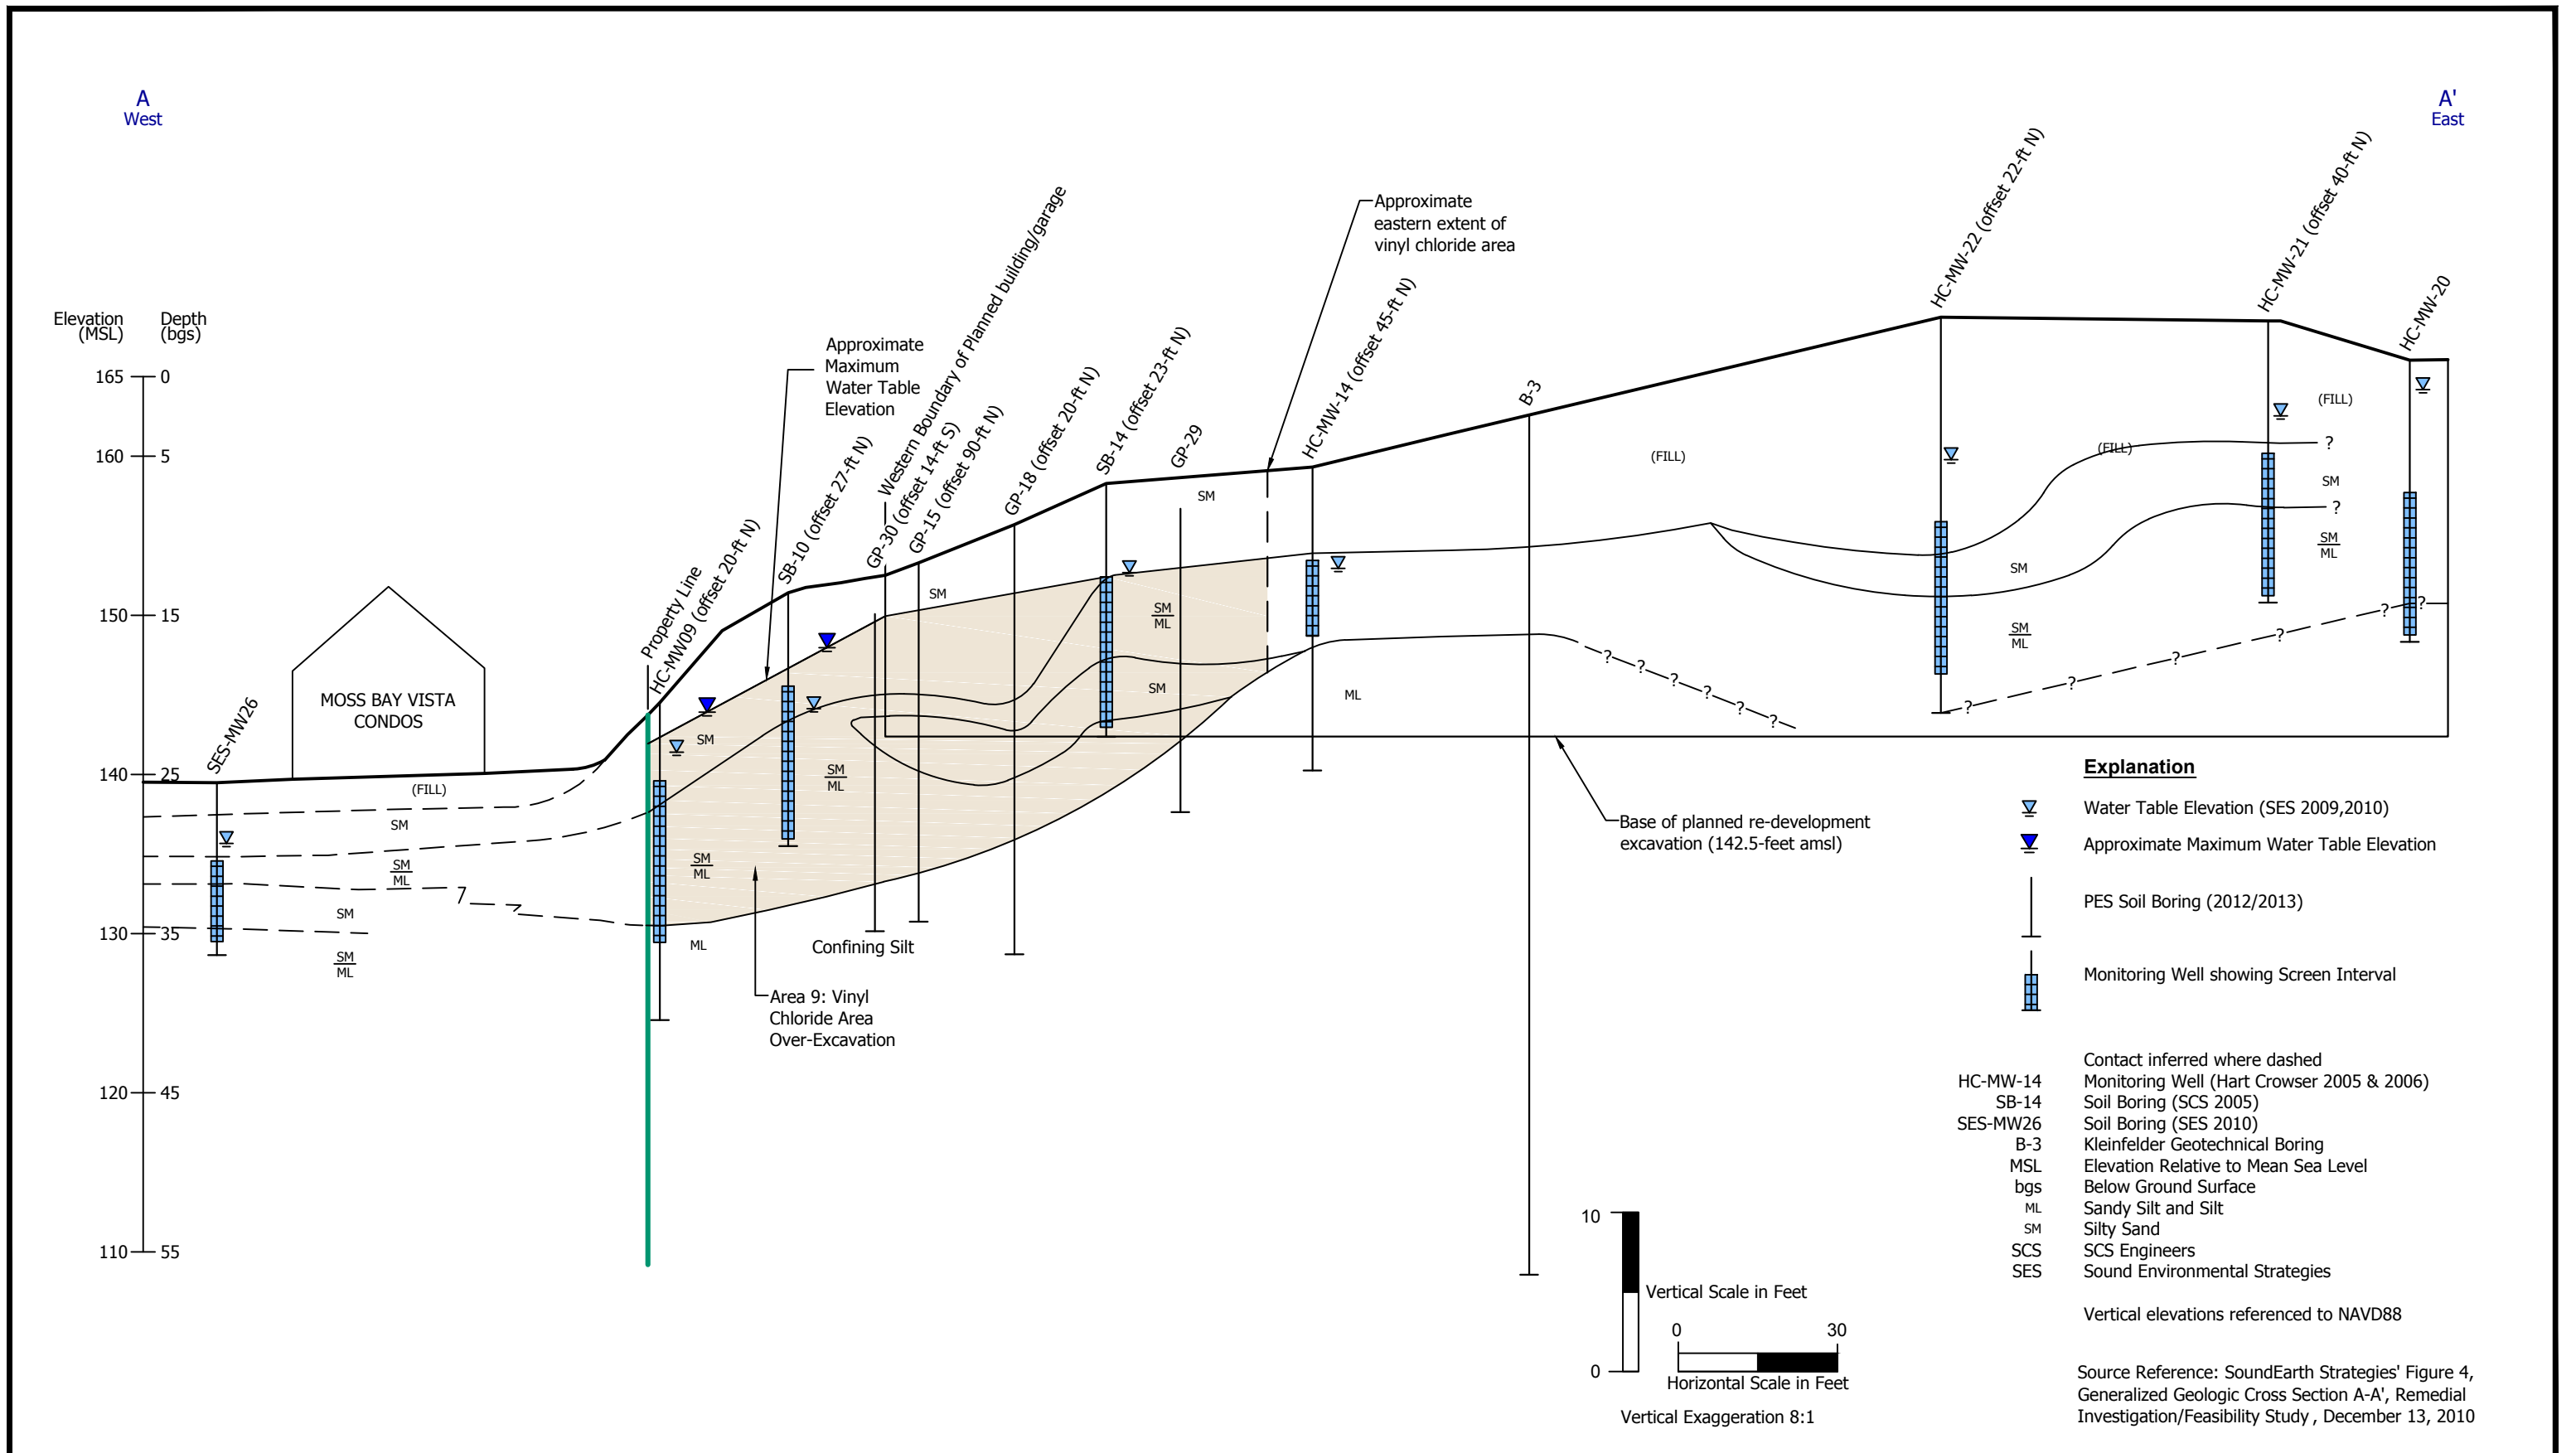 A
West
A'
East
Elevation
(MSL)
Depth
(bgs)
165
0
160
5
150
15
140
25
130
35
120
45
110
55
SES-MW26
MOSS BAY VISTA
CONDOS
Property Line
HC-MW09 (offset 20-ft N)
SB-10 (offset 27-ft N)
Approximate
Maximum
Water Table
Elevation
Western Boundary of Planned building/garage
GP-30 (offset 14-ft S)
GP-15 (offset 90-ft N)
GP-18 (offset 20-ft N)
SB-14 (offset 23-ft N)
GP-29
Approximate
eastern extent of
vinyl chloride area
HC-MW-14 (offset 45-ft N)
B-3
HC-MW-22 (offset 22-ft N)
HC-MW-21 (offset 40-ft N)
HC-MW-20
(FILL)
SM
SM
ML
SM
SM
ML
SM
SM
ML
ML
SM
ML
SM
SM
SM
ML
SM
ML
(FILL)
(FILL)
(FILL)
SM
SM
ML
SM
SM
ML
?
?
?
?
?
?
?
?
?
?
?
?
?
?
Confining Silt
Area 9: Vinyl
Chloride Area
Over-Excavation
Base of planned re-development
excavation (142.5-feet amsl)
Explanation
Water Table Elevation (SES 2009,2010)
Approximate Maximum Water Table Elevation
PES Soil Boring (2012/2013)
Monitoring Well showing Screen Interval
Contact inferred where dashed
HC-MW-14 Monitoring Well (Hart Crowser 2005 & 2006)
SB-14 Soil Boring (SCS 2005)
SES-MW26 Soil Boring (SES 2010)
B-3 Kleinfelder Geotechnical Boring
MSL Elevation Relative to Mean Sea Level
bgs Below Ground Surface
ML Sandy Silt and Silt
SM Silty Sand
SCS SCS Engineers
SES Sound Environmental Strategies
Vertical elevations referenced to NAVD88
Source Reference: SoundEarth Strategies' Figure 4,
Generalized Geologic Cross Section A-A', Remedial
Investigation/Feasibility Study , December 13, 2010
10
0
Vertical Scale in Feet
0
30
Horizontal Scale in Feet
Vertical Exaggeration 8:1